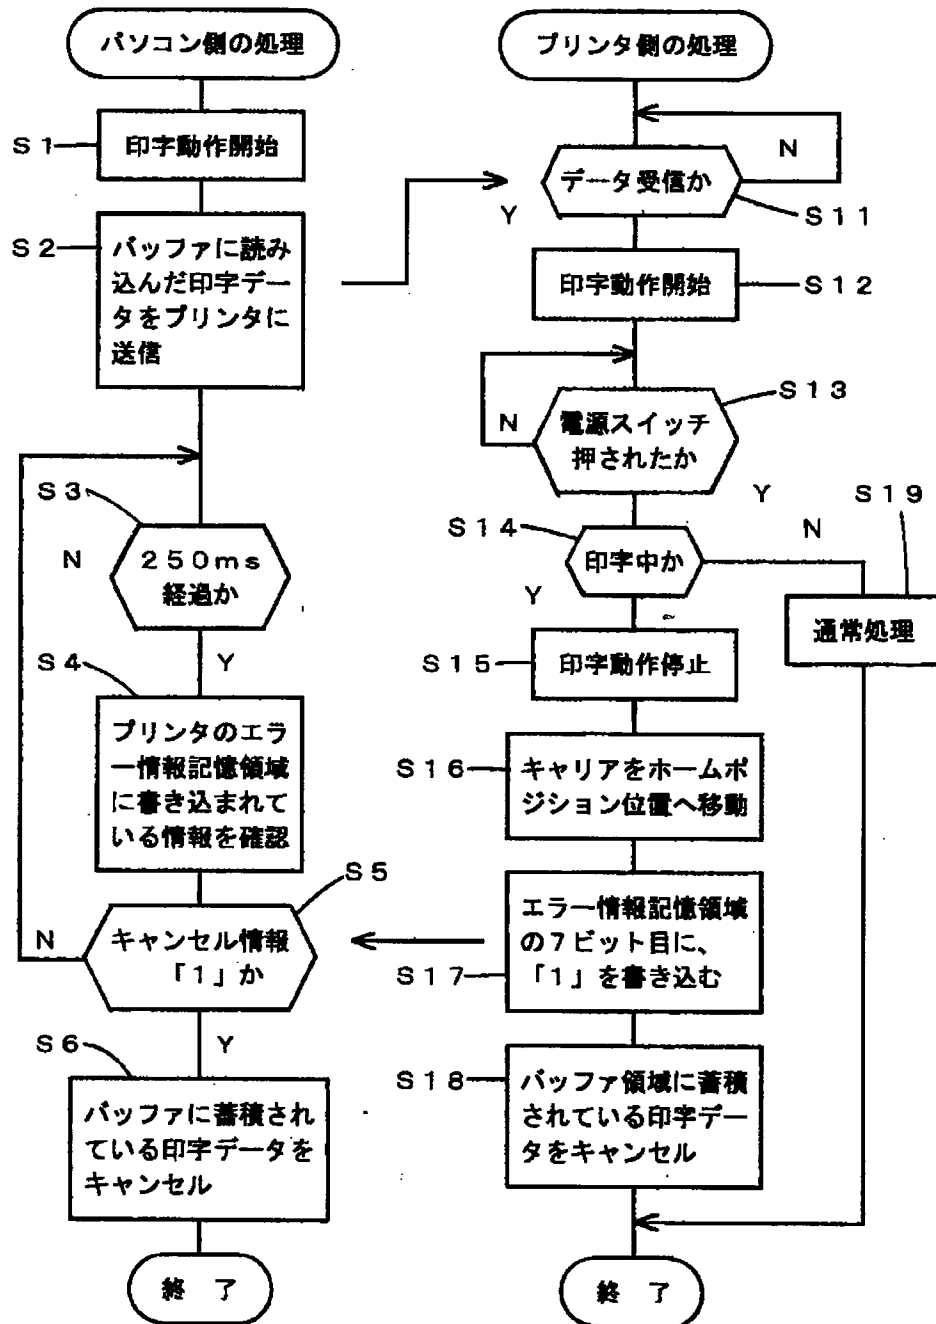 パソコン側の処理
S1
印字動作開始
S2
バッファに読み
込んだ印字デー
タをプリンタに
送信
S3
N
250ms
経過か
Y
S4
プリンタのエラ
ー情報記憶領域
に書き込まれて
いる情報を確認
S5
N
キャンセル情報
「1」か
Y
S6
バッファに蓄積され
ている印字データを
キャンセル
終 了
プリンタ側の処理
N
データ受信か
S11
Y
印字動作開始
S12
S13
N
電源スイッチ
押されたか
Y
S14
印字中か
N
S19
通常処理
Y
S15
印字動作停止
S16
キャリアをホームポ
ジション位置へ移動
エラー情報記憶領域
の7ビット目に、
「1」を書き込む
S17
S18
バッファ領域に蓄積
されている印字デー
タをキャンセル
終 了